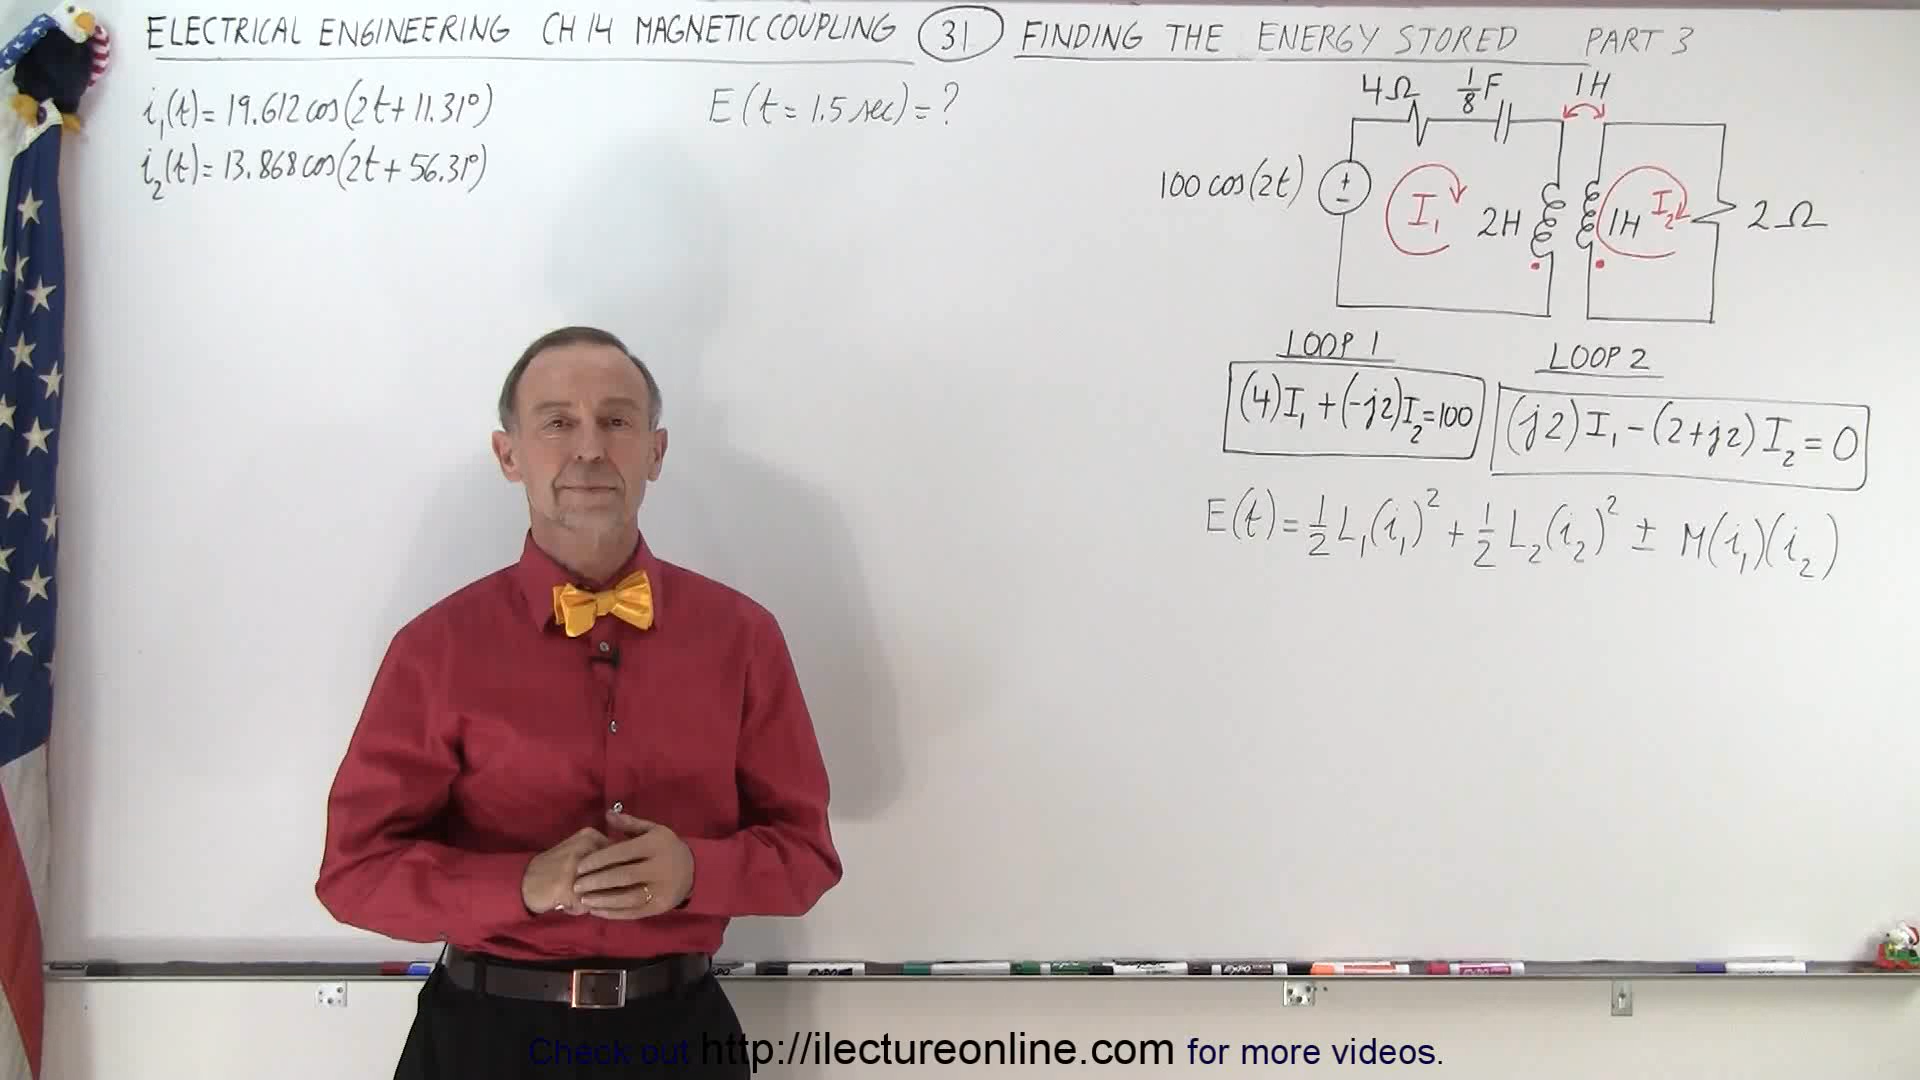 ELECTRICAL ENGINEERING CH 14 MAGNETIC COUPLING 31 FINDING THE ENERGY STORED PART 3
i₁(t) = 19.612 cos(2t + 11.31°)
i₂(t) = 13.868 cos(2t + 56.31°)
E(t = 1.5 sec) = ?
4Ω 1/8 F 1H
100 cos(2t) + − I₁ 2H 1H I₂ 2Ω
LOOP 1
(4)I₁ + (-j2)I₂ = 100
LOOP 2
(j2)I₁ - (2+j2)I₂ = 0
E(t) = 1/2 L₁(i₁)² + 1/2 L₂(i₂)² ± M(i₁)(i₂)
Check out http://ilectureonline.com for more videos.